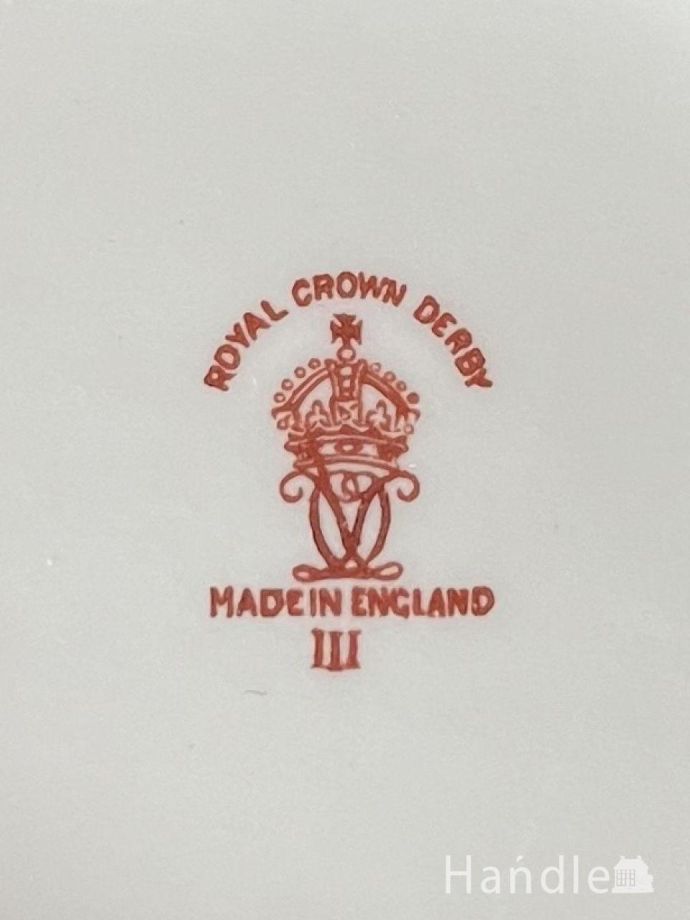 ROYAL CROWN DERBY
MADE IN ENGLAND
III
Handle